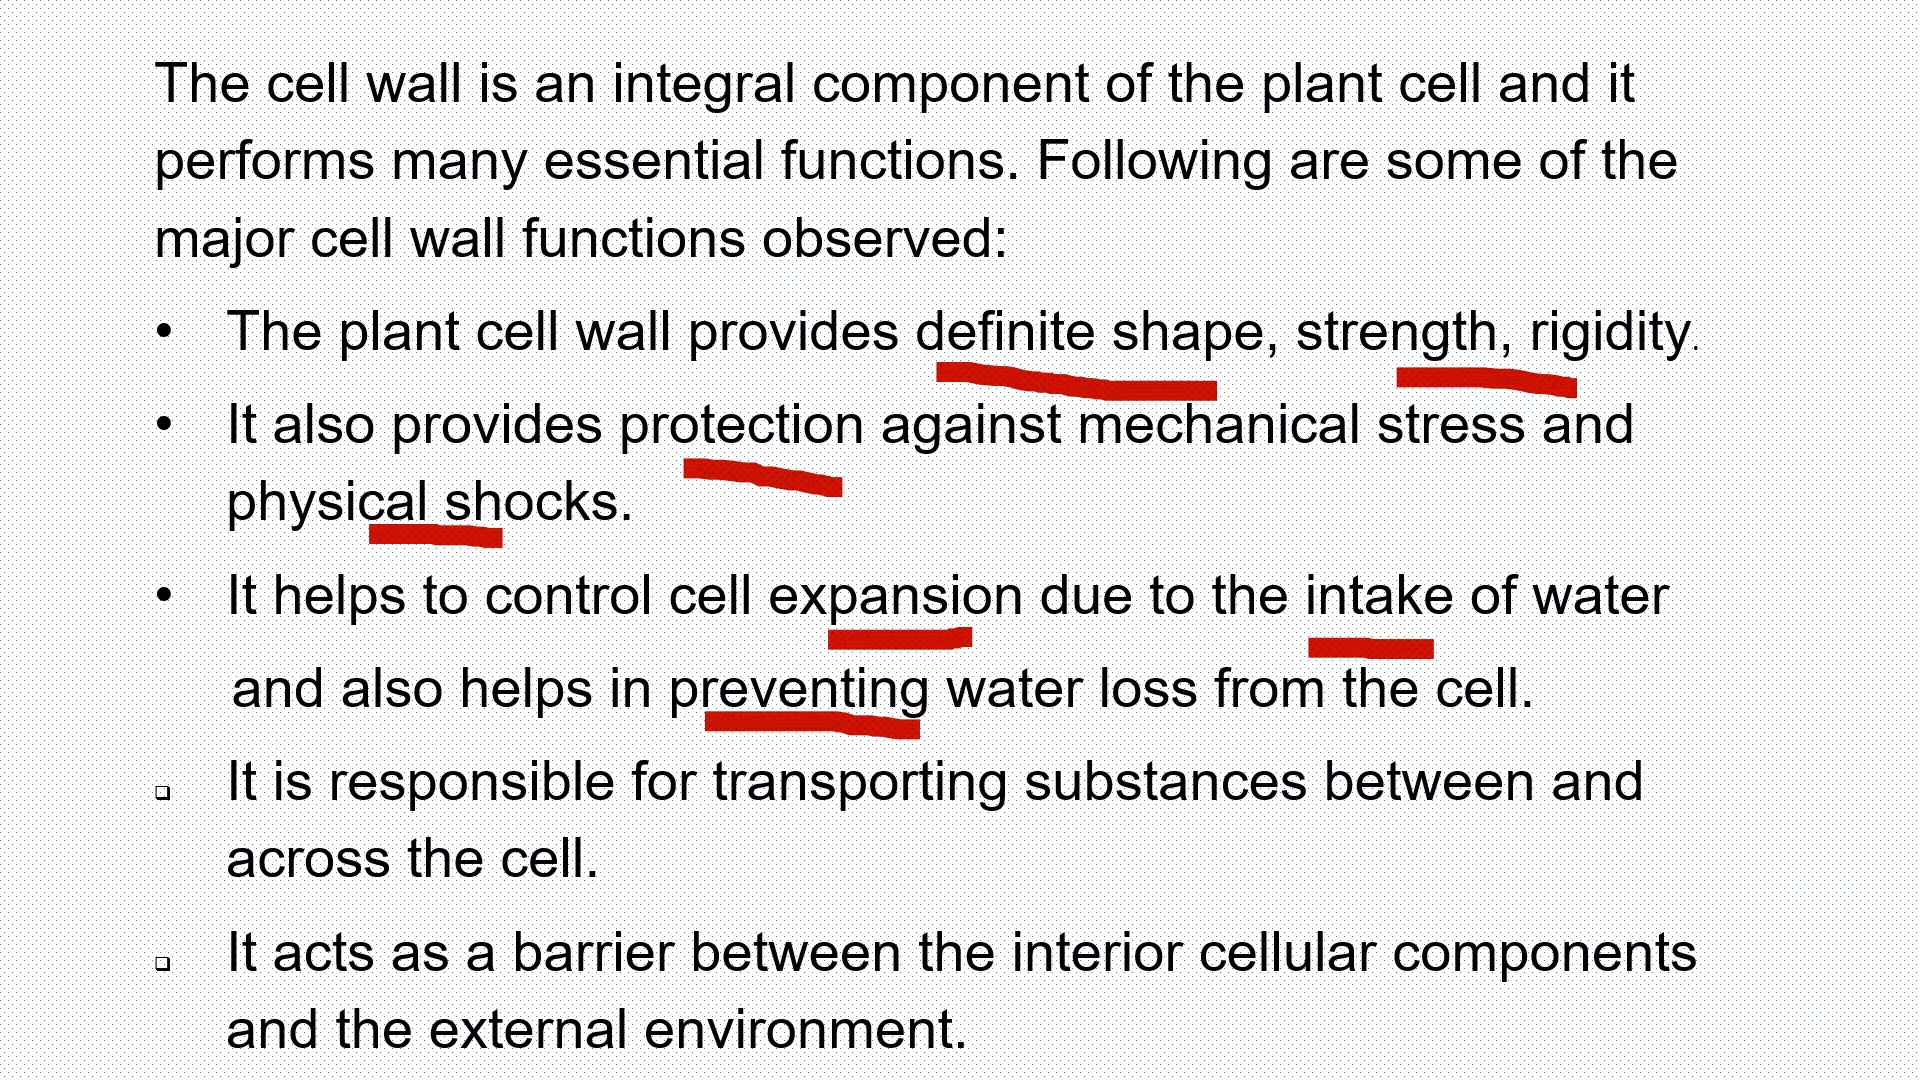 The cell wall is an integral component of the plant cell and it
performs many essential functions. Following are some of the
major cell wall functions observed:
• The plant cell wall provides definite shape, strength, rigidity.
• It also provides protection against mechanical stress and
physical shocks.
• It helps to control cell expansion due to the intake of water
and also helps in preventing water loss from the cell.
❑ It is responsible for transporting substances between and
across the cell.
❑ It acts as a barrier between the interior cellular components
and the external environment.